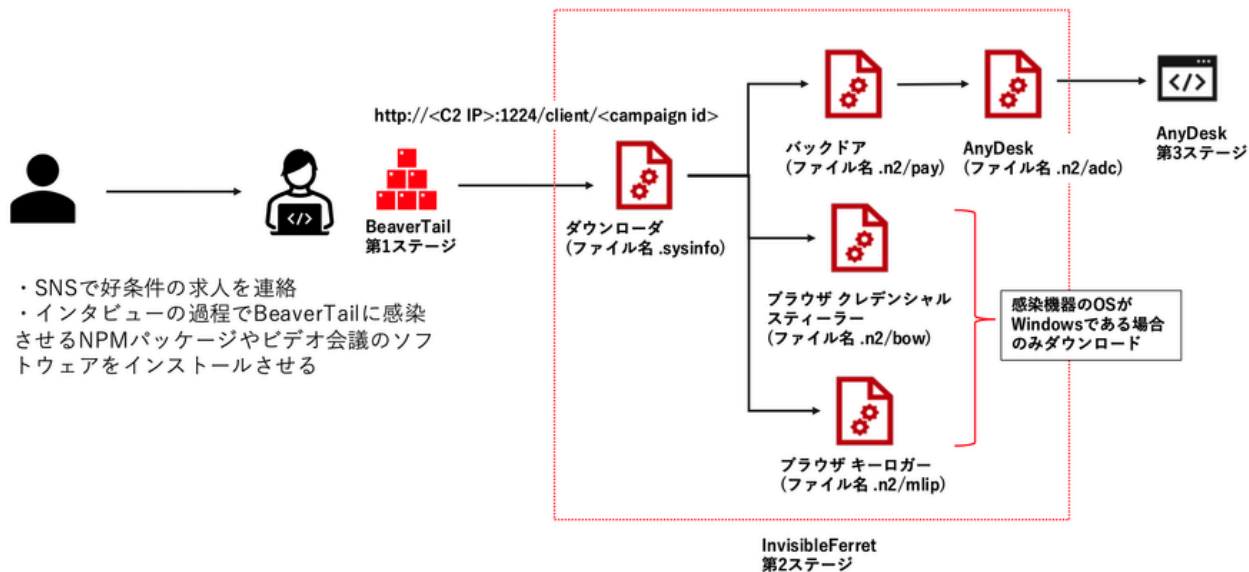 http://<C2 IP>:1224/client/<campaign id>
BeaverTail
第1ステージ
・SNSで好条件の求人を連絡
・インタビューの過程でBeaverTailに感染
させるNPMパッケージやビデオ会議のソフ
トウェアをインストールさせる
ダウンローダ
(ファイル名 .sysinfo)
バックドア
(ファイル名 .n2/pay)
AnyDesk
(ファイル名 .n2/adc)
</>
AnyDesk
第3ステージ
</>
ブラウザ クレデンシャル
スティーラー
(ファイル名 .n2/bow)
ブラウザ キーロガー
(ファイル名 .n2/mlip)
感染機器のOSが
Windowsである場合
のみダウンロード
InvisibleFerret
第2ステージ